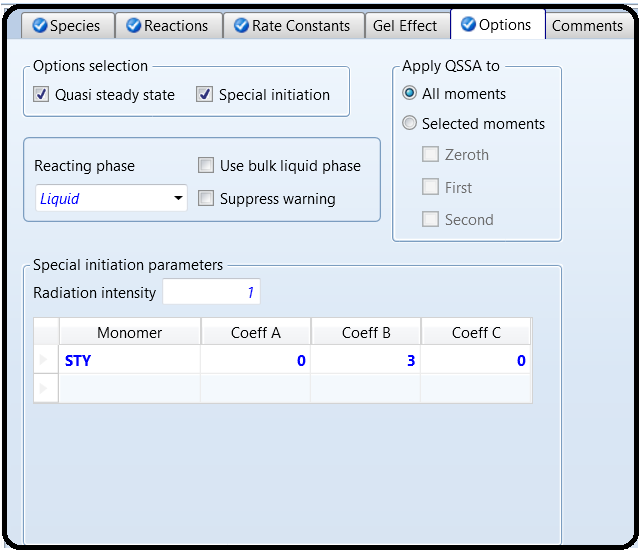 Species Reactions Rate Constants Gel Effect Options Comments
Options selection
Quasi steady state Special initiation
Apply QSSA to
All moments
Selected moments
Zeroth
First
Second
Reacting phase Use bulk liquid phase
Liquid Suppress warning
Special initiation parameters
Radiation intensity 1
Monomer Coeff A Coeff B Coeff C
STY 0 3 0